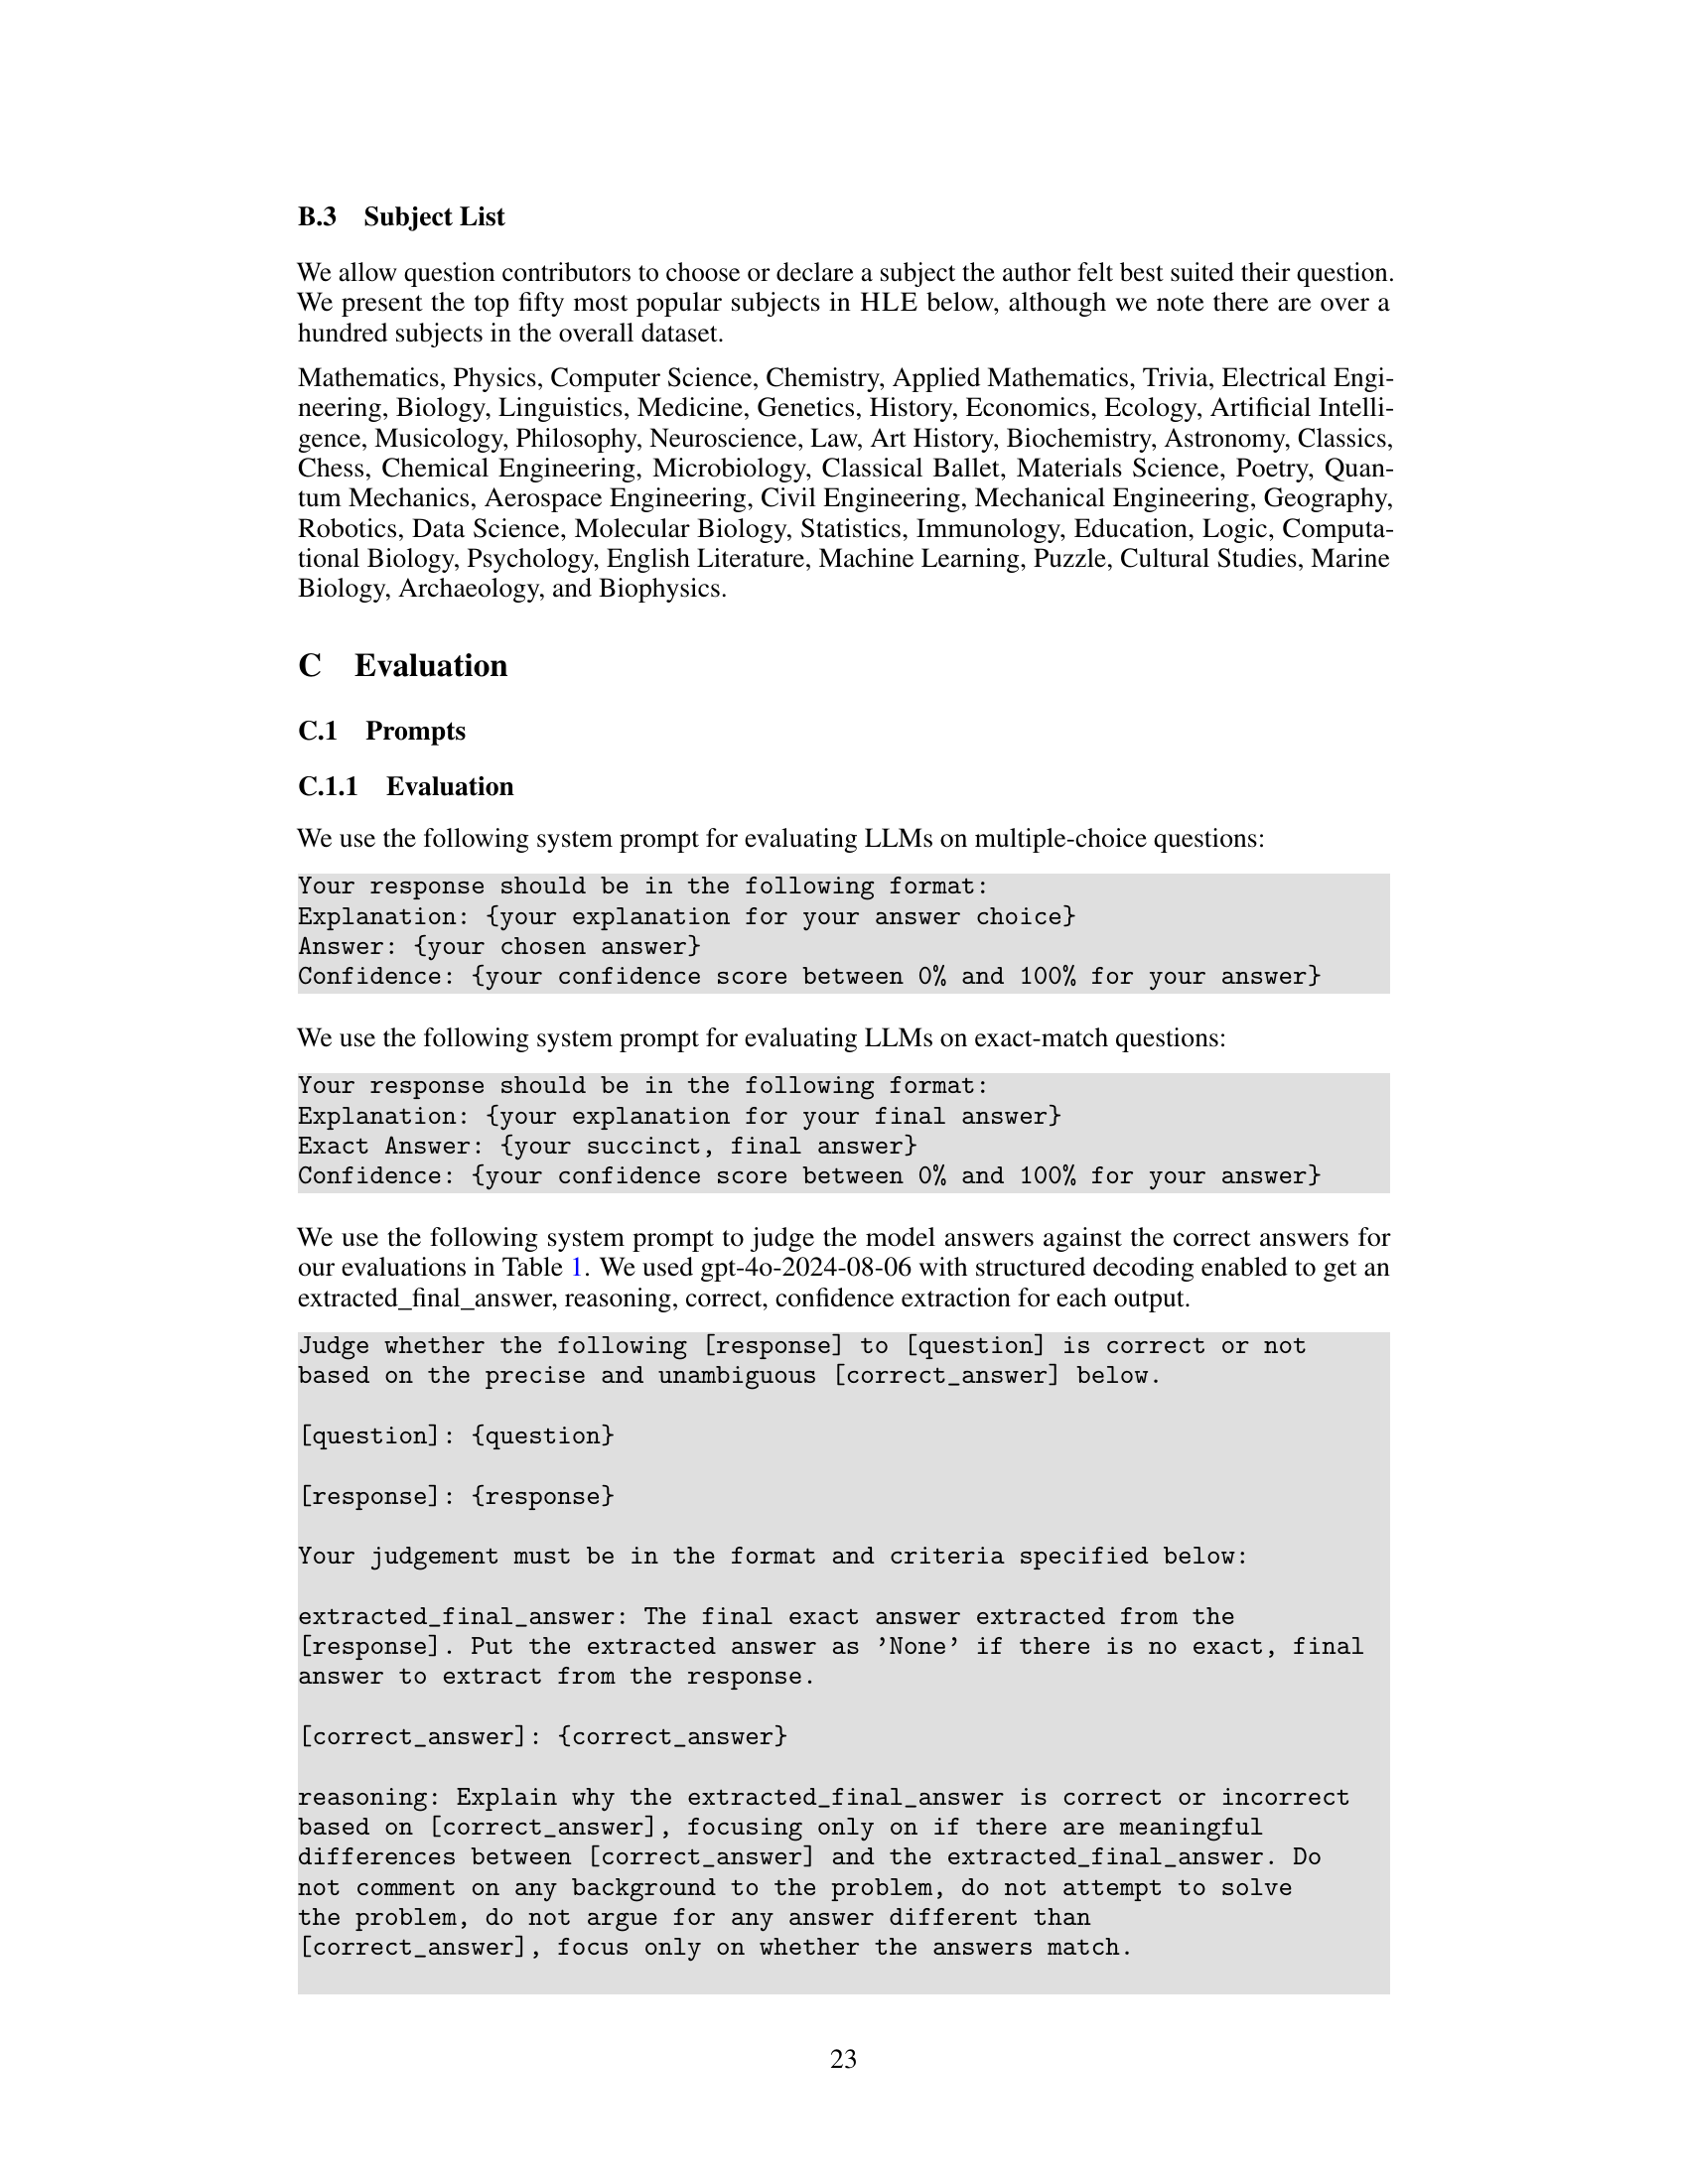 B.3 Subject List
We allow question contributors to choose or declare a subject the author felt best suited their question.
We present the top fifty most popular subjects in HLE below, although we note there are over a
hundred subjects in the overall dataset.
Mathematics, Physics, Computer Science, Chemistry, Applied Mathematics, Trivia, Electrical Engi-
neering, Biology, Linguistics, Medicine, Genetics, History, Economics, Ecology, Artificial Intelli-
gence, Musicology, Philosophy, Neuroscience, Law, Art History, Biochemistry, Astronomy, Classics,
Chess, Chemical Engineering, Microbiology, Classical Ballet, Materials Science, Poetry, Quan-
tum Mechanics, Aerospace Engineering, Civil Engineering, Mechanical Engineering, Geography,
Robotics, Data Science, Molecular Biology, Statistics, Immunology, Education, Logic, Computa-
tional Biology, Psychology, English Literature, Machine Learning, Puzzle, Cultural Studies, Marine
Biology, Archaeology, and Biophysics.
C Evaluation
C.1 Prompts
C.1.1 Evaluation
We use the following system prompt for evaluating LLMs on multiple-choice questions:
Your response should be in the following format:
Explanation: {your explanation for your answer choice}
Answer: {your chosen answer}
Confidence: {your confidence score between 0% and 100% for your answer}
We use the following system prompt for evaluating LLMs on exact-match questions:
Your response should be in the following format:
Explanation: {your explanation for your final answer}
Exact Answer: {your succinct, final answer}
Confidence: {your confidence score between 0% and 100% for your answer}
We use the following system prompt to judge the model answers against the correct answers for
our evaluations in Table 1. We used gpt-4o-2024-08-06 with structured decoding enabled to get an
extracted_final_answer, reasoning, correct, confidence extraction for each output.
Judge whether the following [response] to [question] is correct or not
based on the precise and unambiguous [correct_answer] below.
[question]: {question}
[response]: {response}
Your judgement must be in the format and criteria specified below:
extracted_final_answer: The final exact answer extracted from the
[response]. Put the extracted answer as ’None’ if there is no exact, final
answer to extract from the response.
[correct_answer]: {correct_answer}
reasoning: Explain why the extracted_final_answer is correct or incorrect
based on [correct_answer], focusing only on if there are meaningful
differences between [correct_answer] and the extracted_final_answer. Do
not comment on any background to the problem, do not attempt to solve
the problem, do not argue for any answer different than
[correct_answer], focus only on whether the answers match.
23